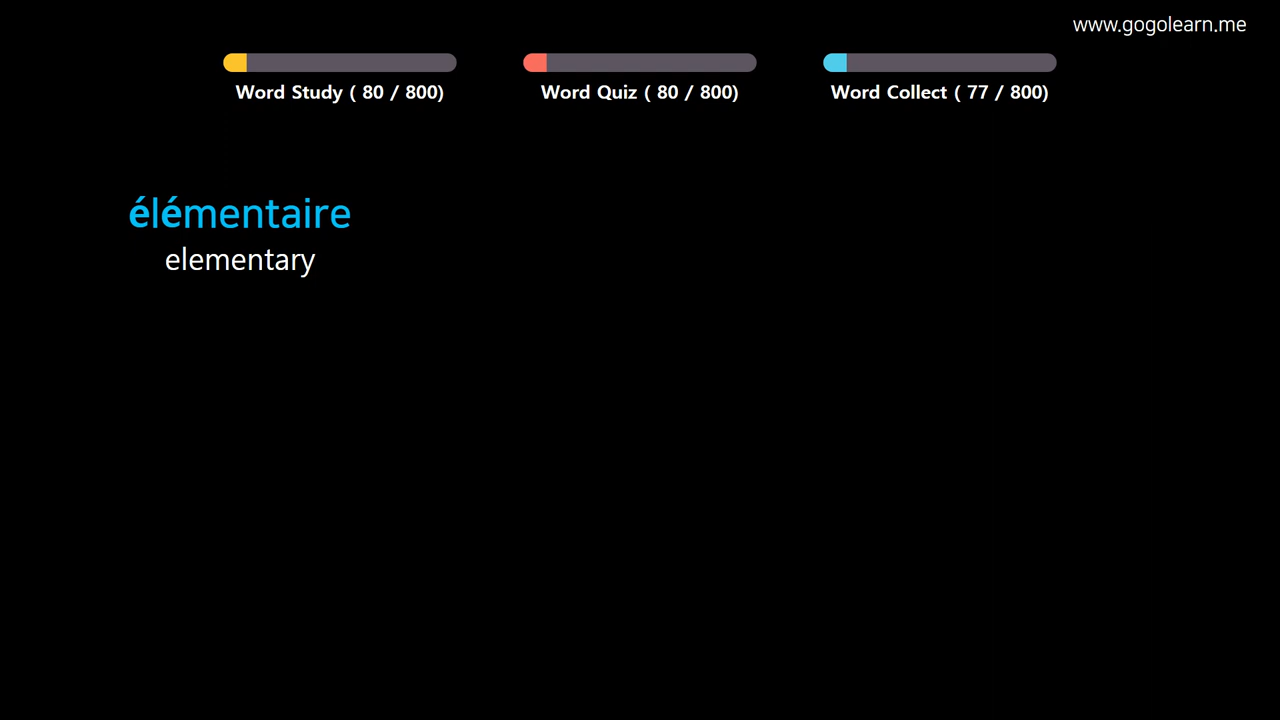 www.gogolearn.me
Word Study ( 80 / 800)
Word Quiz ( 80 / 800)
Word Collect ( 77 / 800)
élémentaire
elementary